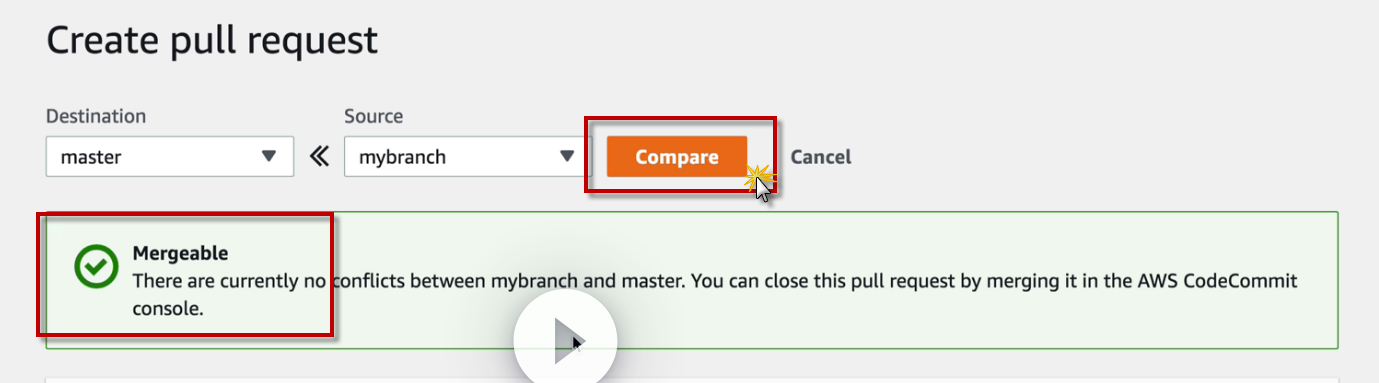 Create pull request
Destination
Source
master
mybranch
Compare
Cancel
Mergeable
There are currently no conflicts between mybranch and master. You can close this pull request by merging it in the AWS CodeCommit
console.